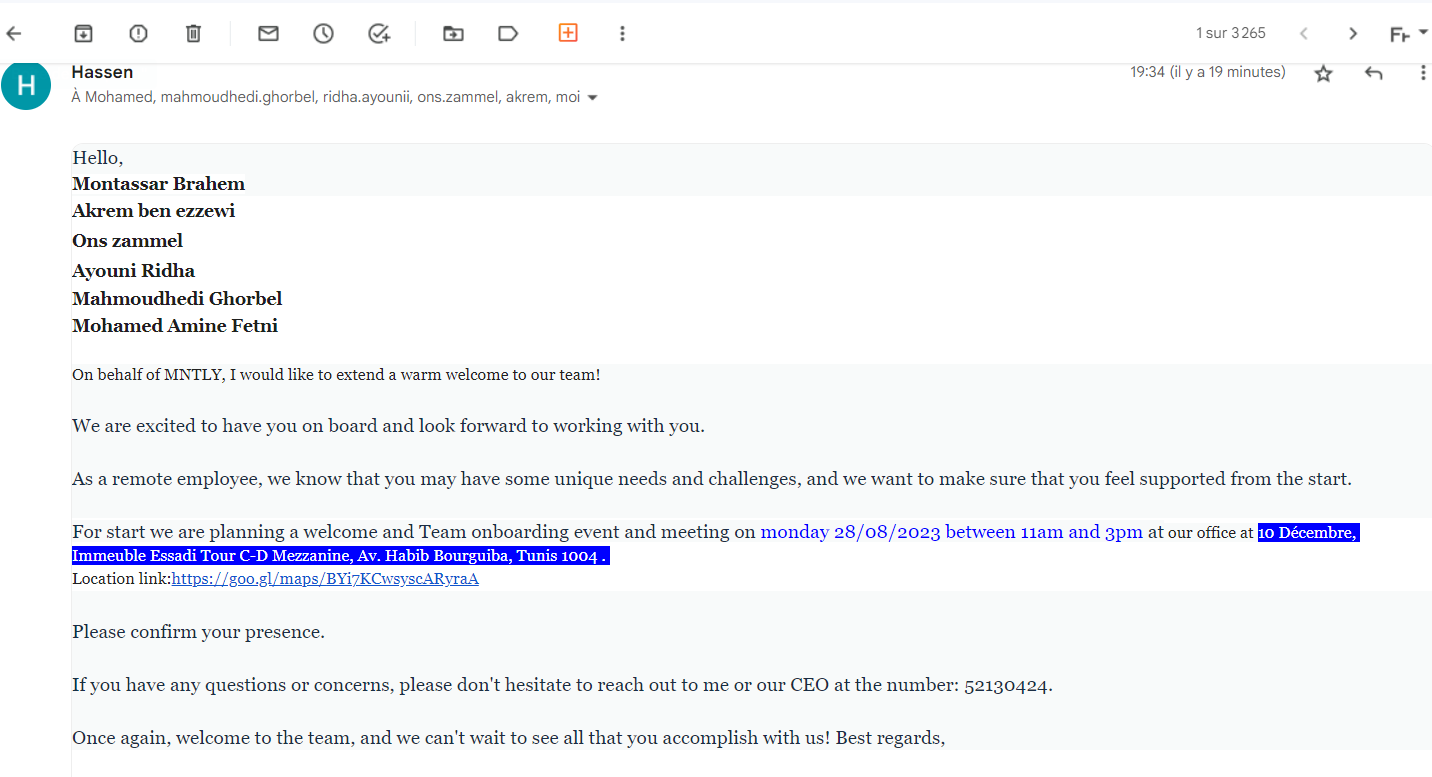 1 sur 3 265
Fr
H
Hassen
19:34 (il y a 19 minutes)
À Mohamed, mahmoudhedi.ghorbel, ridha.ayounii, ons.zammel, akrem, moi
Hello,
Montassar Brahem
Akrem ben ezzewi
Ons zammel
Ayouni Ridha
Mahmoudhedi Ghorbel
Mohamed Amine Fetni
On behalf of MNTLY, I would like to extend a warm welcome to our team!
We are excited to have you on board and look forward to working with you.
As a remote employee, we know that you may have some unique needs and challenges, and we want to make sure that you feel supported from the start.
For start we are planning a welcome and Team onboarding event and meeting on monday 28/08/2023 between 11am and 3pm at our office at 10 Décembre,
Immeuble Essadi Tour C-D Mezzanine, Av. Habib Bourguiba, Tunis 1004 .
Location link:https://goo.gl/maps/BYi7KCwsyscARyraA
Please confirm your presence.
If you have any questions or concerns, please don't hesitate to reach out to me or our CEO at the number: 52130424.
Once again, welcome to the team, and we can't wait to see all that you accomplish with us! Best regards,